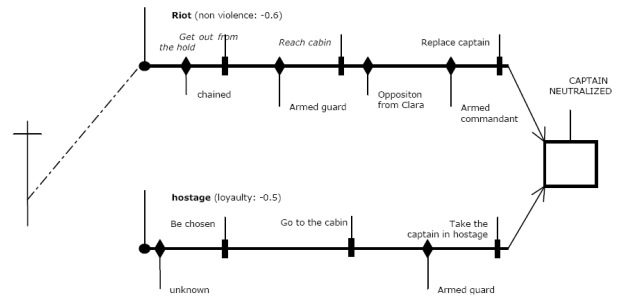 Riot (non violence: -0.6)
Get out from
the hold
Reach cabin
Replace captain
chained
Armed guard
Oppositon
from Clara
Armed
commandant
CAPTAIN
NEUTRALIZED
hostage (loyaulty: -0.5)
Be chosen
Go to the cabin
Take the
captain in hostage
unknown
Armed guard